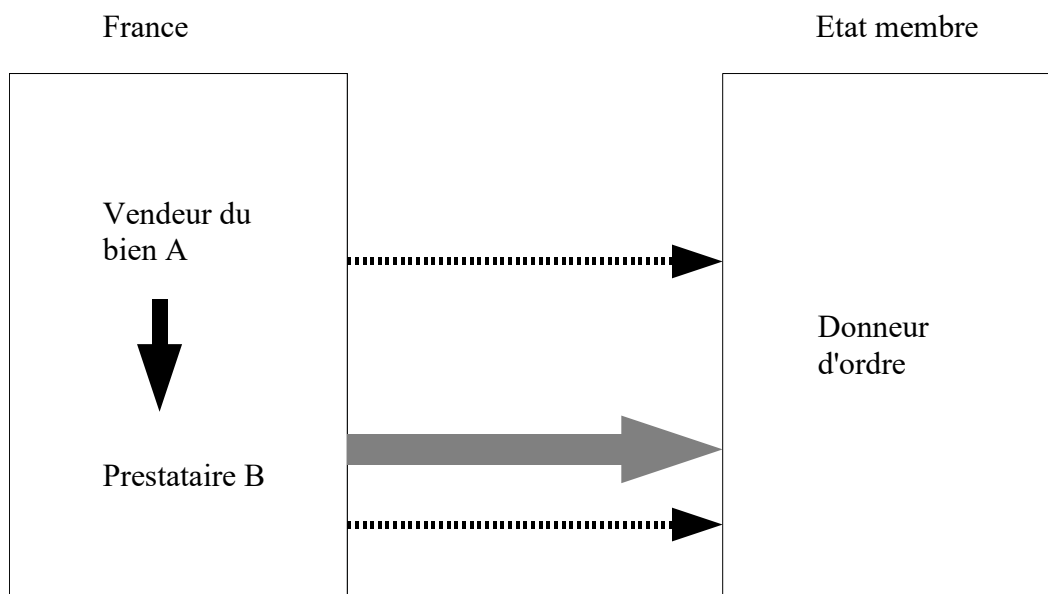 France
Etat membre
Vendeur du
bien A
Donneur
d'ordre
Prestataire B